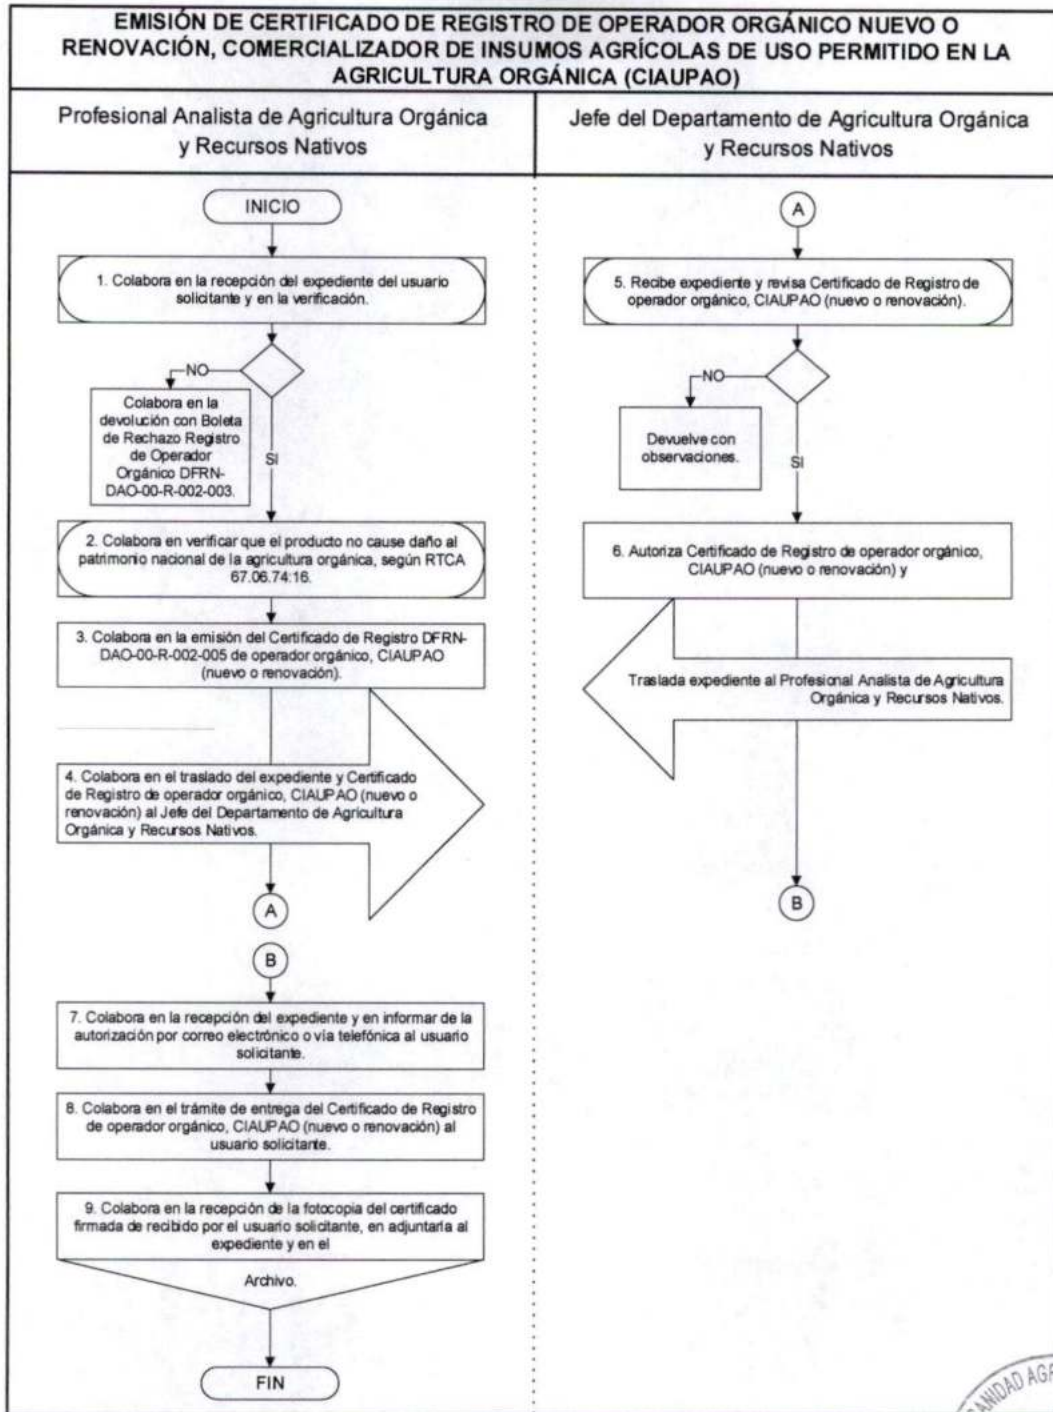 EMISIÓN DE CERTIFICADO DE REGISTRO DE OPERADOR ORGÁNICO NUEVO O
RENOVACIÓN, COMERCIALIZADOR DE INSUMOS AGRÍCOLAS DE USO PERMITIDO EN LA
AGRICULTURA ORGÁNICA (CIAUPAO)
Profesional Analista de Agricultura Orgánica
y Recursos Nativos
INICIO
1. Colabora en la recepción del expediente del usuario
solicitante y en la verificación.
NO
Colabora en la
devolución con Boleta
de Rechazo Registro
de Operador
Orgánico DFRN-
DAO-00-R-002-003.
SI
2. Colabora en verificar que el producto no cause daño al
patrimonio nacional de la agricultura orgánica, según RTCA
67.06.74:16.
3. Colabora en la emisión del Certificado de Registro DFRN-
DAO-00-R-002-005 de operador orgánico, CIAUPAO
(nuevo o renovación).
4. Colabora en el traslado del expediente y Certificado
de Registro de operador orgánico, CIAUPAO (nuevo o
renovación) al Jefe del Departamento de Agricultura
Orgánica y Recursos Nativos.
A
B
7. Colabora en la recepción del expediente y en informar de la
autorización por correo electrónico o vía telefónica al usuario
solicitante.
8. Colabora en el trámite de entrega del Certificado de Registro
de operador orgánico, CIAUPAO (nuevo o renovación) al
usuario solicitante.
9. Colabora en la recepción de la fotocopia del certificado
firmada de recibido por el usuario solicitante, en adjuntarla al
expediente y en el
Archivo.
FIN
Jefe del Departamento de Agricultura Orgánica
y Recursos Nativos
A
5. Recibe expediente y revisa Certificado de Registro de
operador orgánico, CIAUPAO (nuevo o renovación).
NO
Devuelve con
observaciones.
SI
6. Autoriza Certificado de Registro de operador orgánico,
CIAUPAO (nuevo o renovación) y
Traslada expediente al Profesional Analista de Agricultura
Orgánica y Recursos Nativos.
B